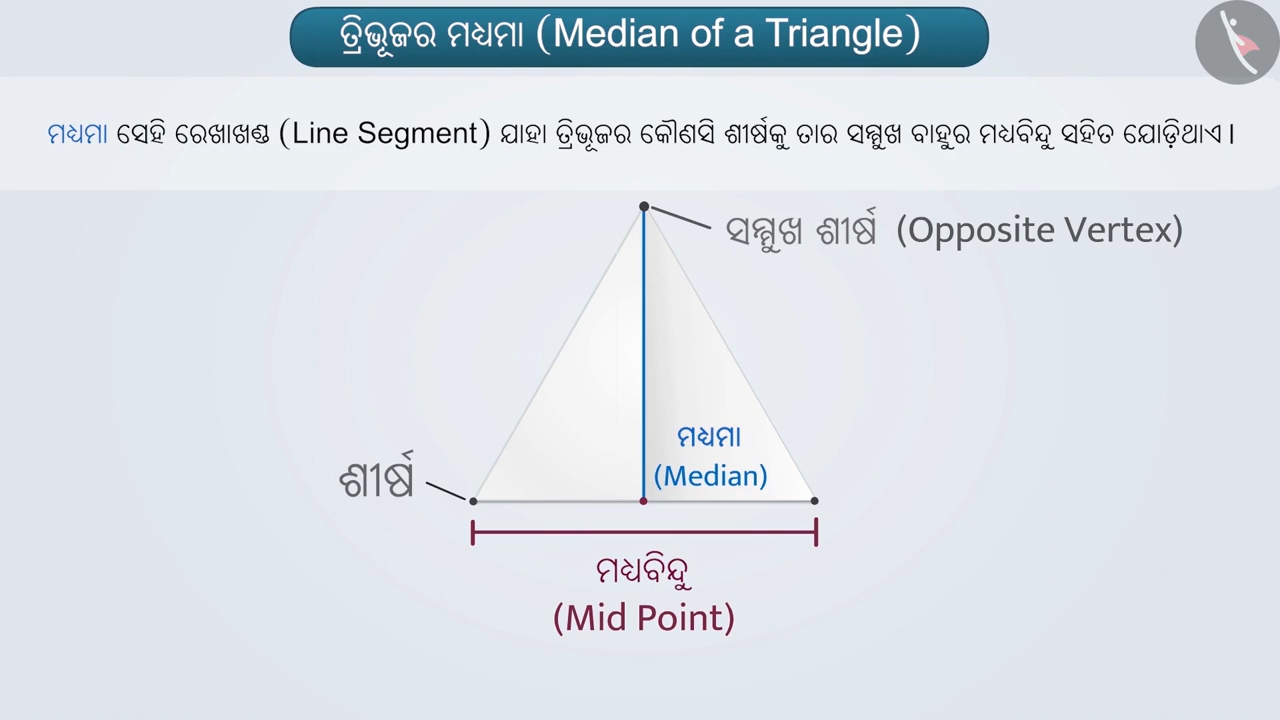 ତ୍ରିଭୂଜର ମଧ୍ୟମା (Median of a Triangle)
ମଧ୍ୟମା ସେହି ରେଖାଖଣ୍ଡ (Line Segment) ଯାହା ତ୍ରିଭୂଜର କୌଣସି ଶୀର୍ଷକୁ ତାର ସମ୍ମୁଖ ବାହୁର ମଧ୍ୟବିନ୍ଦୁ ସହିତ ଯୋଡ଼ିଥାଏ।
ସମ୍ମୁଖ ଶୀର୍ଷ (Opposite Vertex)
ମଧ୍ୟମା
(Median)
ଶୀର୍ଷ
ମଧ୍ୟବିନ୍ଦୁ
(Mid Point)